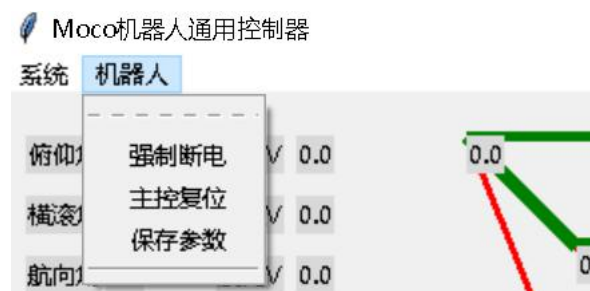 Moco机器人通用控制器
系统 机器人
俯仰 V 0.0 0.0
强制断电
横滚 V 0.0
主控复位
保存参数
航向 V 0.0